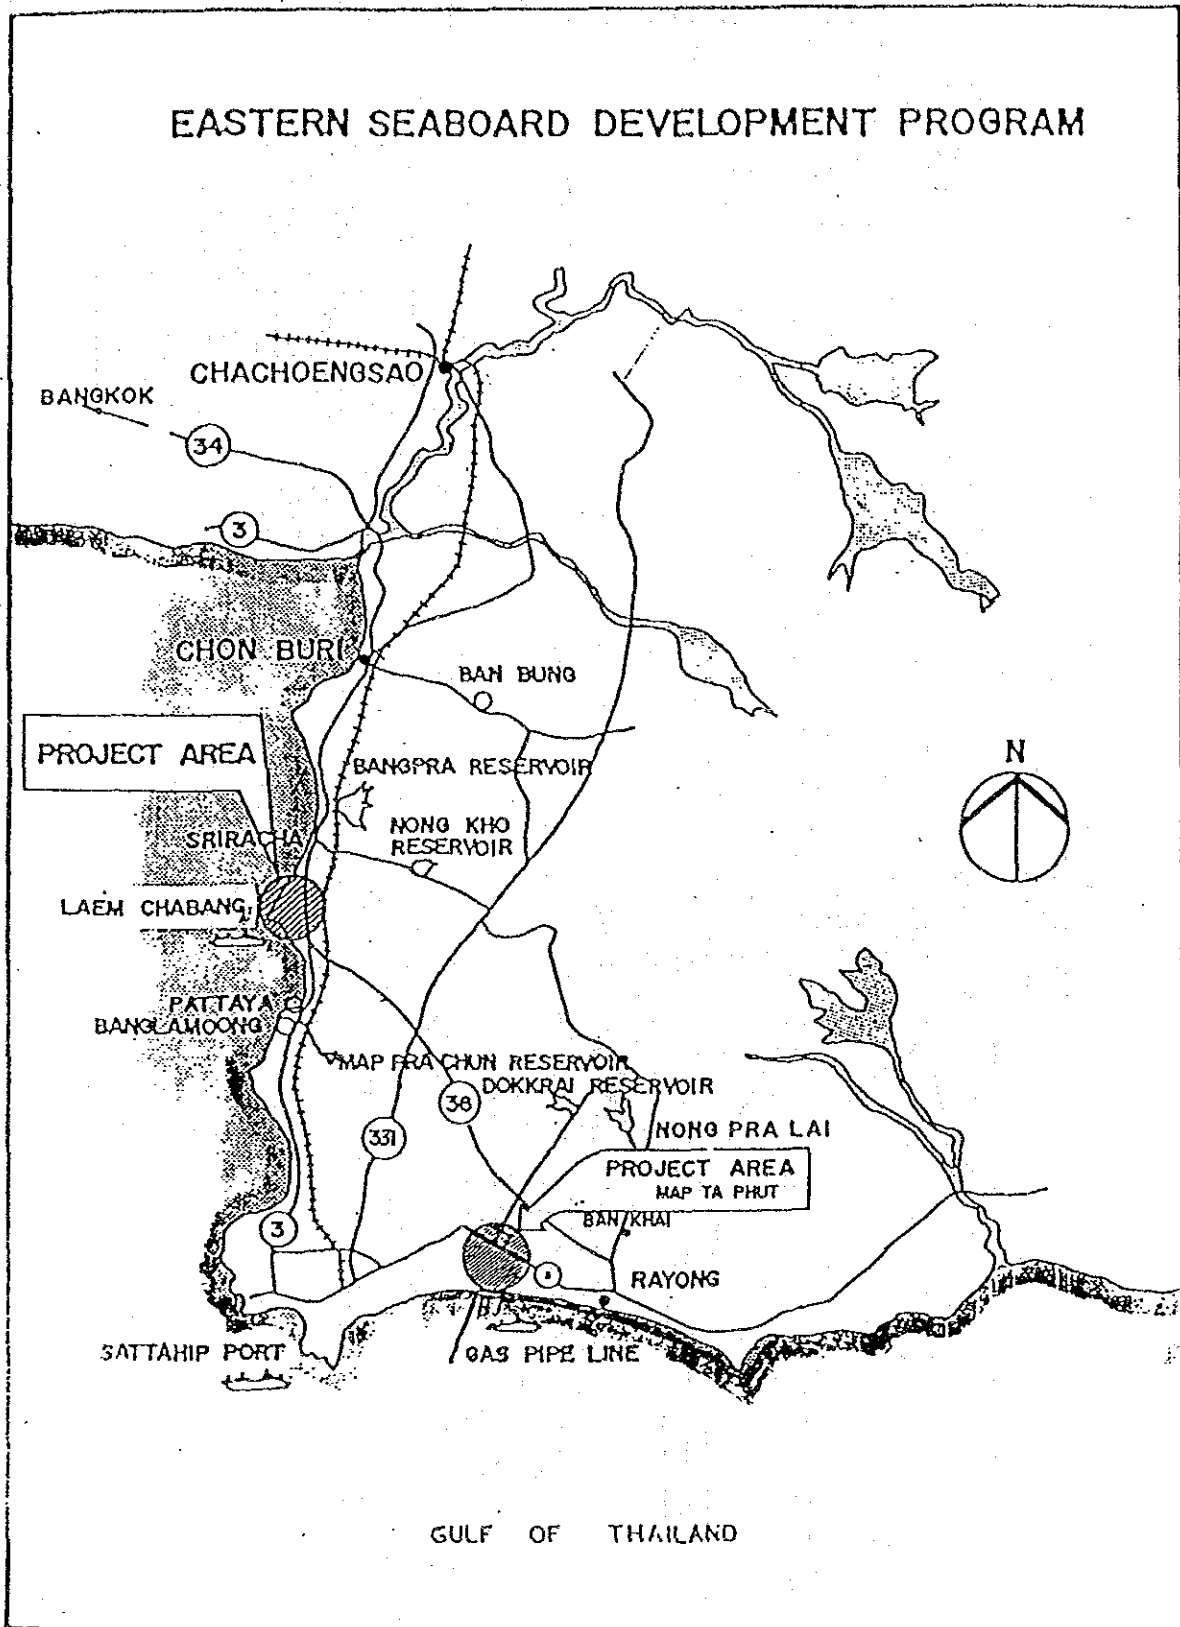 EASTERN SEABOARD DEVELOPMENT PROGRAM
CHACHOENGSAO
BANGKOK
34
3
CHON BURI
BAN BUNG
PROJECT AREA
N
BANGPRA RESERVOIR
SRIRACHA
NONG KHO
RESERVOIR
LAEM CHABANG
PATTAYA
BANGLAMOONG
MAP PRA CHUN RESERVOIR
DOKKRAI RESERVOIR
36
331
NONG PRA LAI
PROJECT AREA
MAP TA PHUT
BAN KHAI
3
RAYONG
SATTAHIP PORT
GAS PIPE LINE
GULF OF THAILAND